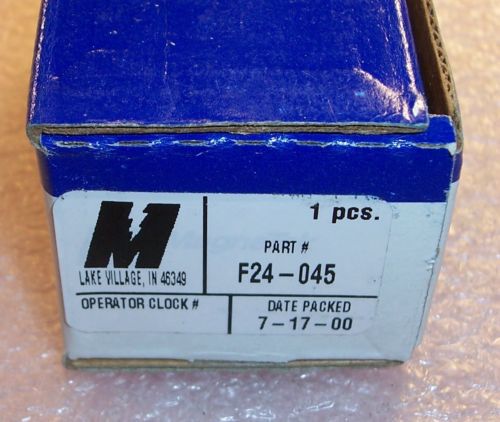 1 pcs.
M
LAKE VILLAGE, IN 46349
PART #
F24-045
OPERATOR CLOCK #
DATE PACKED
7-17-00